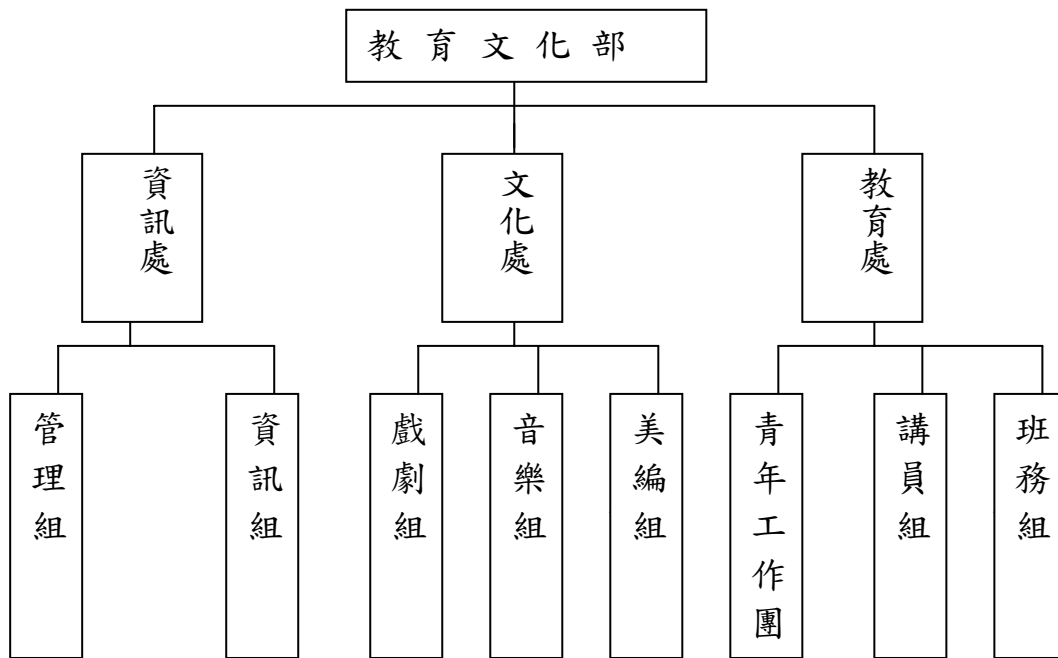 教育文化部
資訊處
文化處
教育處
管理組
資訊組
戲劇組
音樂組
美編組
青年工作團
講員組
班務組